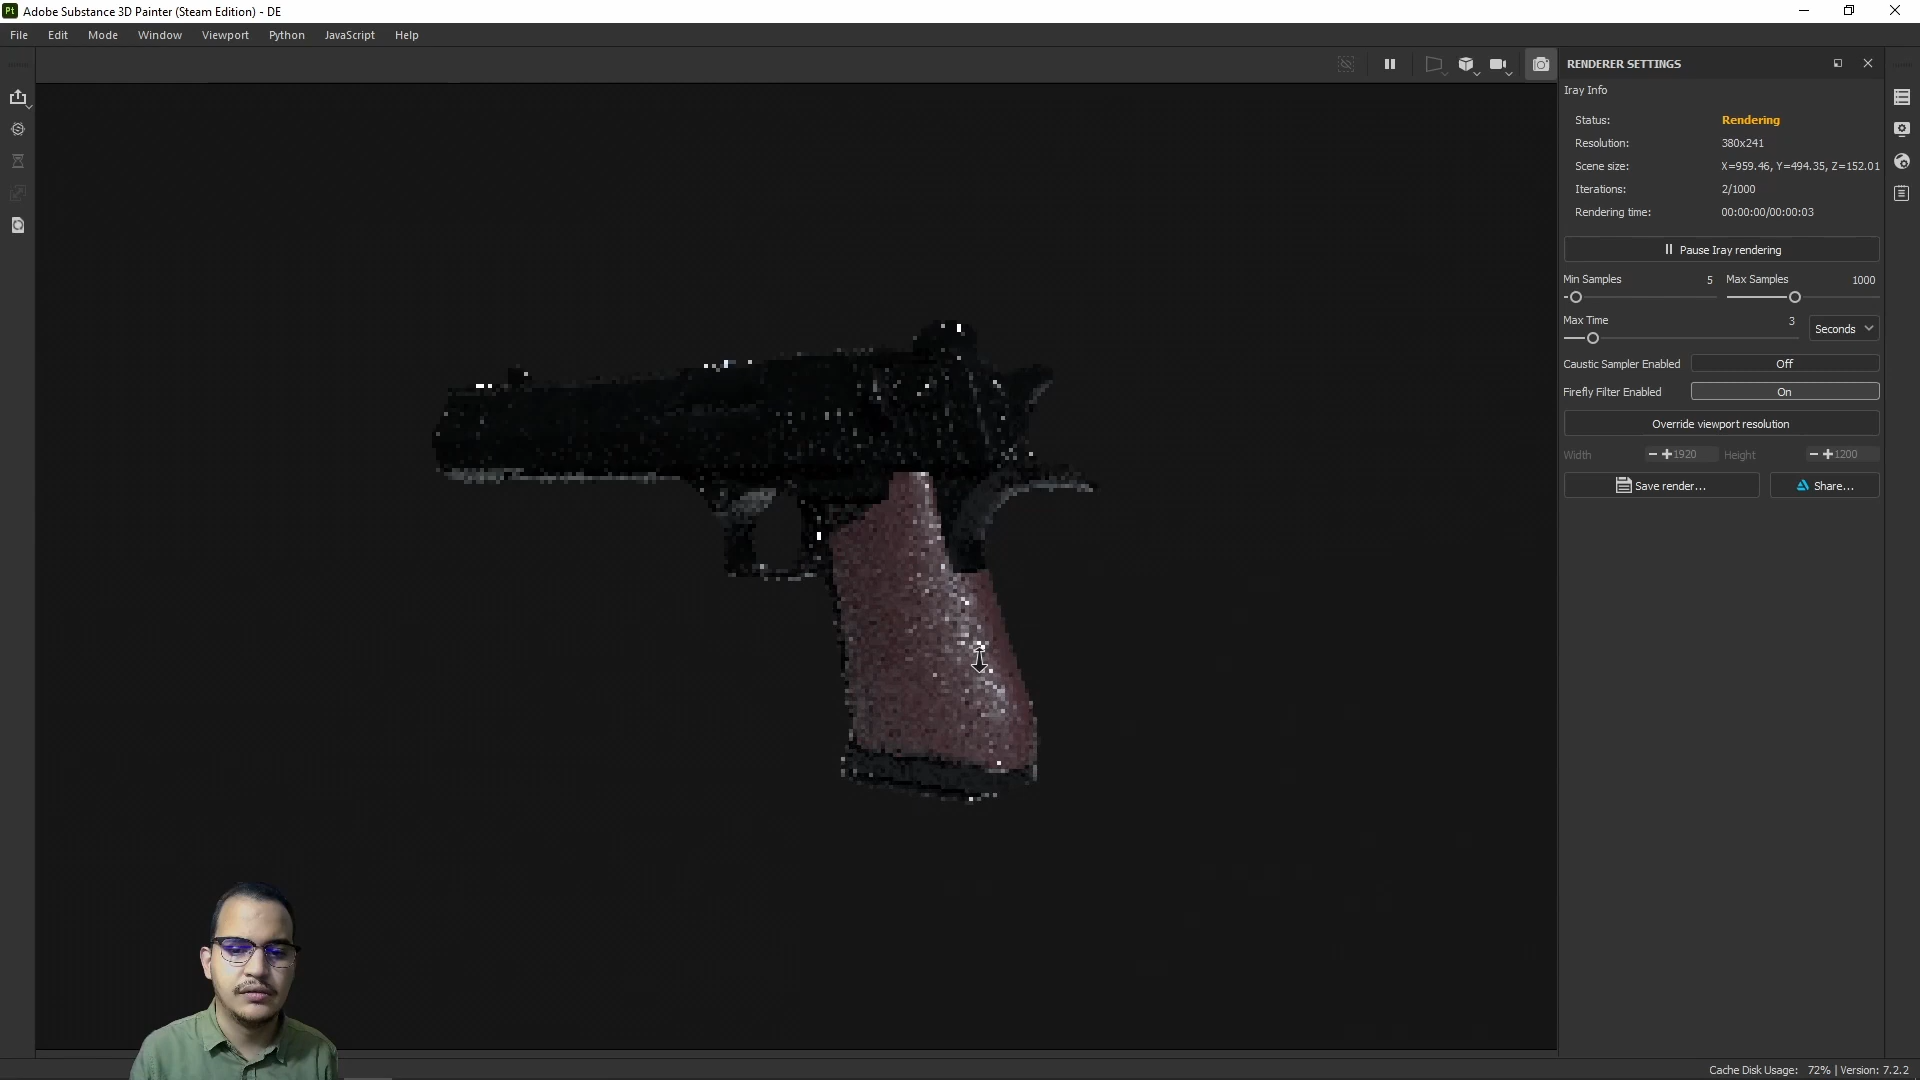 Pt Adobe Substance 3D Painter (Steam Edition) - DE
File Edit Mode Window Viewport Python JavaScript Help
RENDERER SETTINGS
Iray Info
Status: Rendering
Resolution: 380x241
Scene size: X=959.46, Y=494.35, Z=152.01
Iterations: 2/1000
Rendering time: 00:00:00/00:00:03
Pause Iray rendering
Min Samples 5 Max Samples 1000
Max Time 3 Seconds
Caustic Sampler Enabled Off
Firefly Filter Enabled On
Override viewport resolution
Width 1920 Height 1200
Save render... Share...
Cache Disk Usage: 72% | Version: 7.2.2